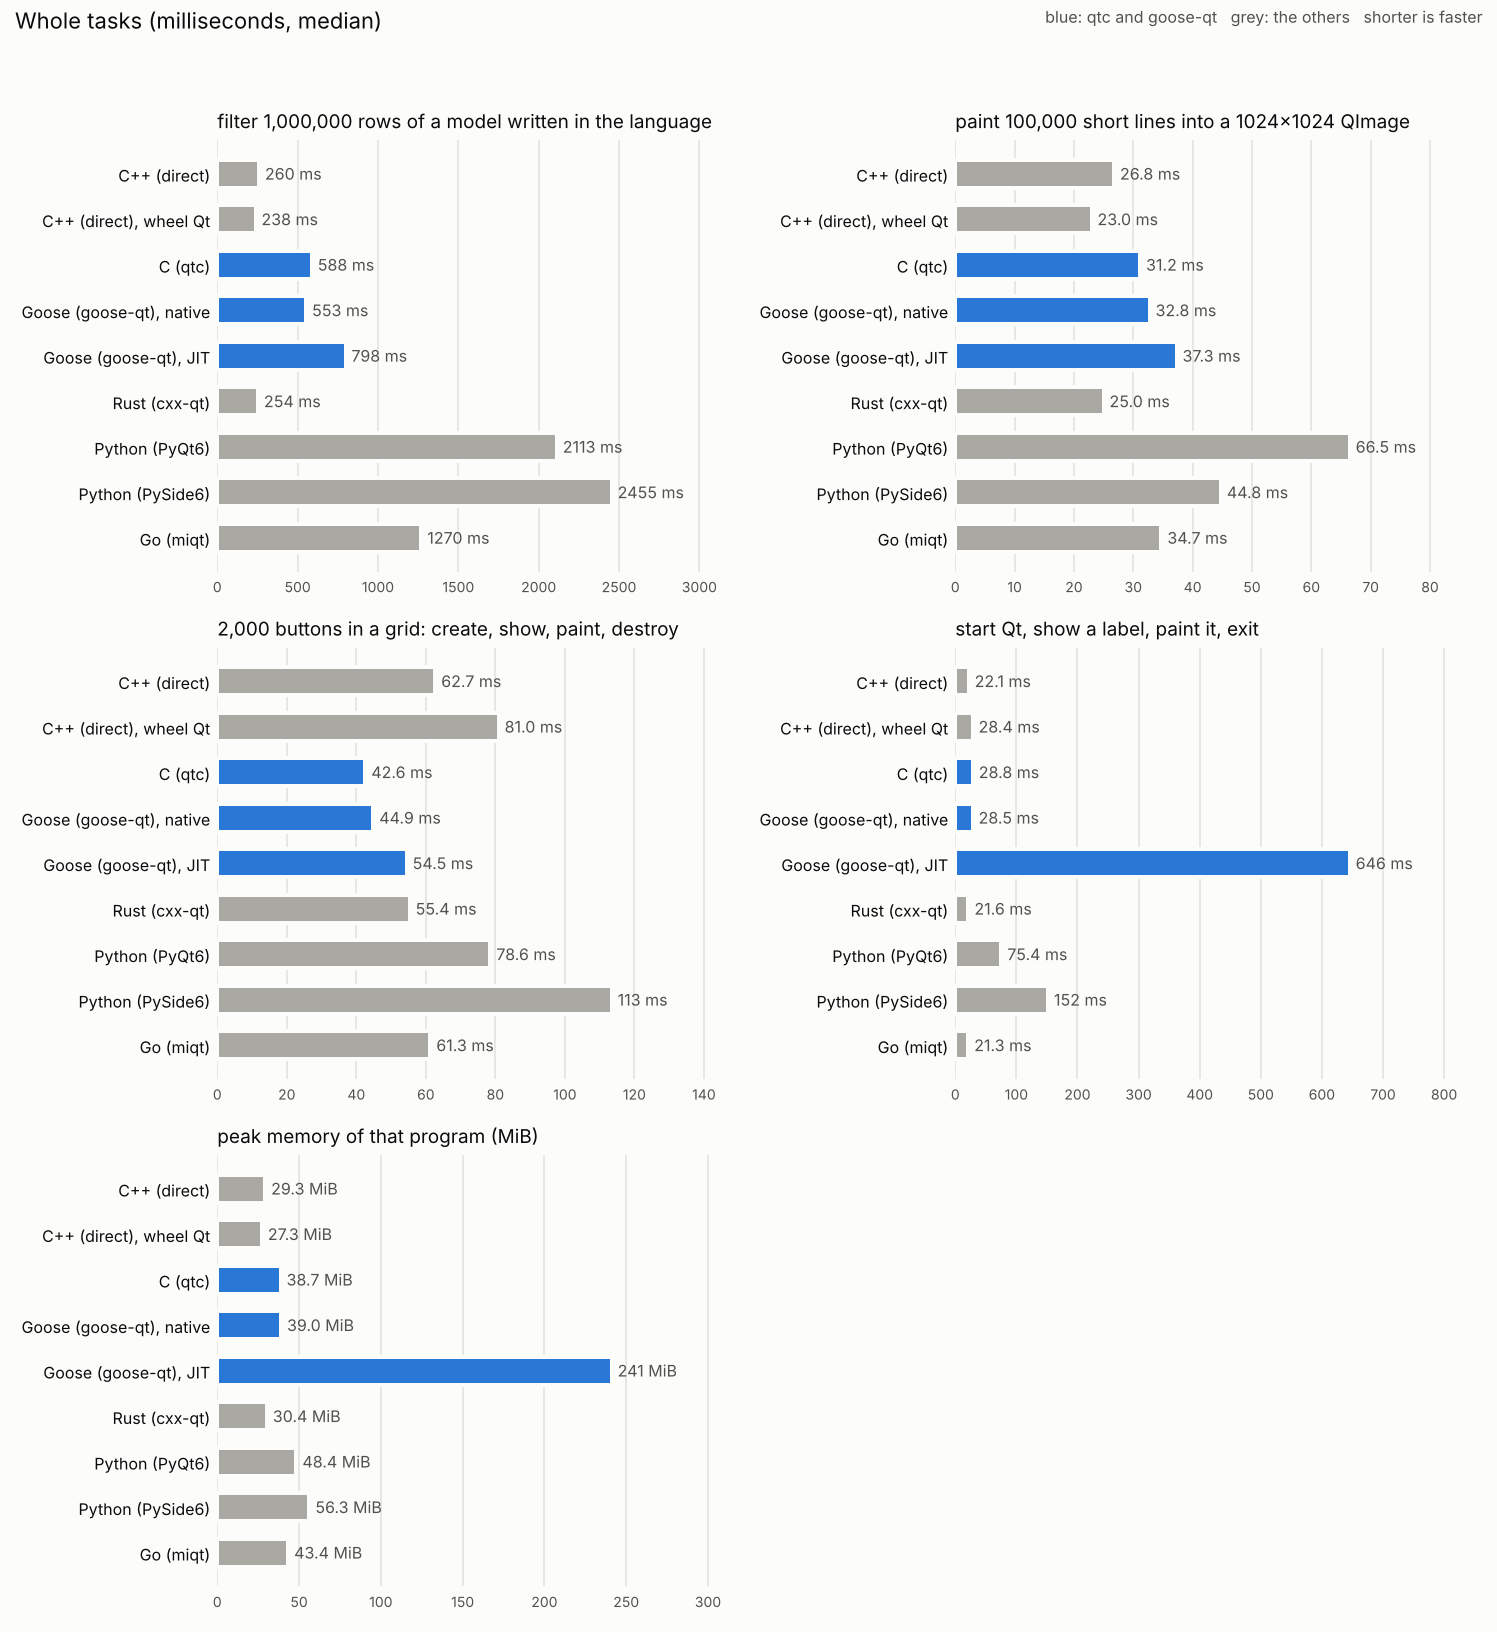 Whole tasks (milliseconds, median)
blue: qtc and goose-qt grey: the others shorter is faster
filter 1,000,000 rows of a model written in the language
C++ (direct) 260 ms
C++ (direct), wheel Qt 238 ms
C (qtc) 588 ms
Goose (goose-qt), native 553 ms
Goose (goose-qt), JIT 798 ms
Rust (cxx-qt) 254 ms
Python (PyQt6) 2113 ms
Python (PySide6) 2455 ms
Go (miqt) 1270 ms
0 500 1000 1500 2000 2500 3000
paint 100,000 short lines into a 1024×1024 QImage
C++ (direct) 26.8 ms
C++ (direct), wheel Qt 23.0 ms
C (qtc) 31.2 ms
Goose (goose-qt), native 32.8 ms
Goose (goose-qt), JIT 37.3 ms
Rust (cxx-qt) 25.0 ms
Python (PyQt6) 66.5 ms
Python (PySide6) 44.8 ms
Go (miqt) 34.7 ms
0 10 20 30 40 50 60 70 80
2,000 buttons in a grid: create, show, paint, destroy
C++ (direct) 62.7 ms
C++ (direct), wheel Qt 81.0 ms
C (qtc) 42.6 ms
Goose (goose-qt), native 44.9 ms
Goose (goose-qt), JIT 54.5 ms
Rust (cxx-qt) 55.4 ms
Python (PyQt6) 78.6 ms
Python (PySide6) 113 ms
Go (miqt) 61.3 ms
0 20 40 60 80 100 120 140
start Qt, show a label, paint it, exit
C++ (direct) 22.1 ms
C++ (direct), wheel Qt 28.4 ms
C (qtc) 28.8 ms
Goose (goose-qt), native 28.5 ms
Goose (goose-qt), JIT 646 ms
Rust (cxx-qt) 21.6 ms
Python (PyQt6) 75.4 ms
Python (PySide6) 152 ms
Go (miqt) 21.3 ms
0 100 200 300 400 500 600 700 800
peak memory of that program (MiB)
C++ (direct) 29.3 MiB
C++ (direct), wheel Qt 27.3 MiB
C (qtc) 38.7 MiB
Goose (goose-qt), native 39.0 MiB
Goose (goose-qt), JIT 241 MiB
Rust (cxx-qt) 30.4 MiB
Python (PyQt6) 48.4 MiB
Python (PySide6) 56.3 MiB
Go (miqt) 43.4 MiB
0 50 100 150 200 250 300